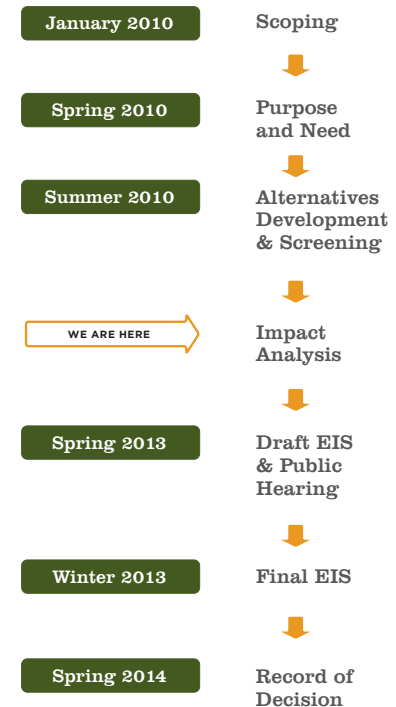 January 2010
Scoping
Spring 2010
Purpose
and Need
Summer 2010
Alternatives
Development
& Screening
WE ARE HERE
Impact
Analysis
Spring 2013
Draft EIS
& Public
Hearing
Winter 2013
Final EIS
Spring 2014
Record of
Decision